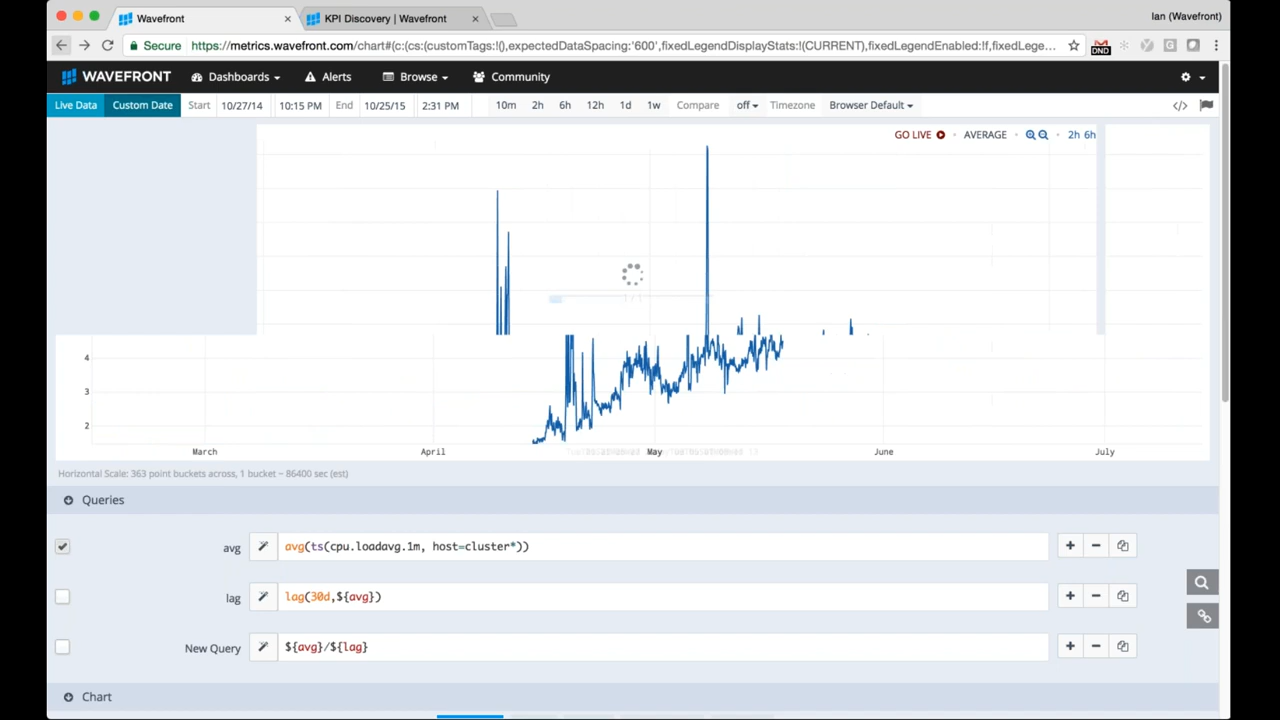 Wavefront
KPI Discovery | Wavefront
Ian (Wavefront)
Secure
https://metrics.wavefront.com/chart#(c:(cs:(customTags:!(),expectedDataSpacing:'600',fixedLegendDisplayStats:!(CURRENT),fixedLegendEnabled:!f,fixedLege...
DND
WAVEFRONT Dashboards Alerts Browse Community
Live Data Custom Date Start 10/27/14 10:15 PM End 10/25/15 2:31 PM 10m 2h 6h 12h 1d 1w Compare off Timezone Browser Default </>
GO LIVE AVERAGE 2h 6h
1 / 1
4
3
2
March April May June July
Horizontal Scale: 363 point buckets across, 1 bucket ~ 86400 sec (est)
Queries
avg avg(ts(cpu.loadavg.1m, host=cluster*))
lag lag(30d,${avg})
New Query ${avg}/${lag}
Chart